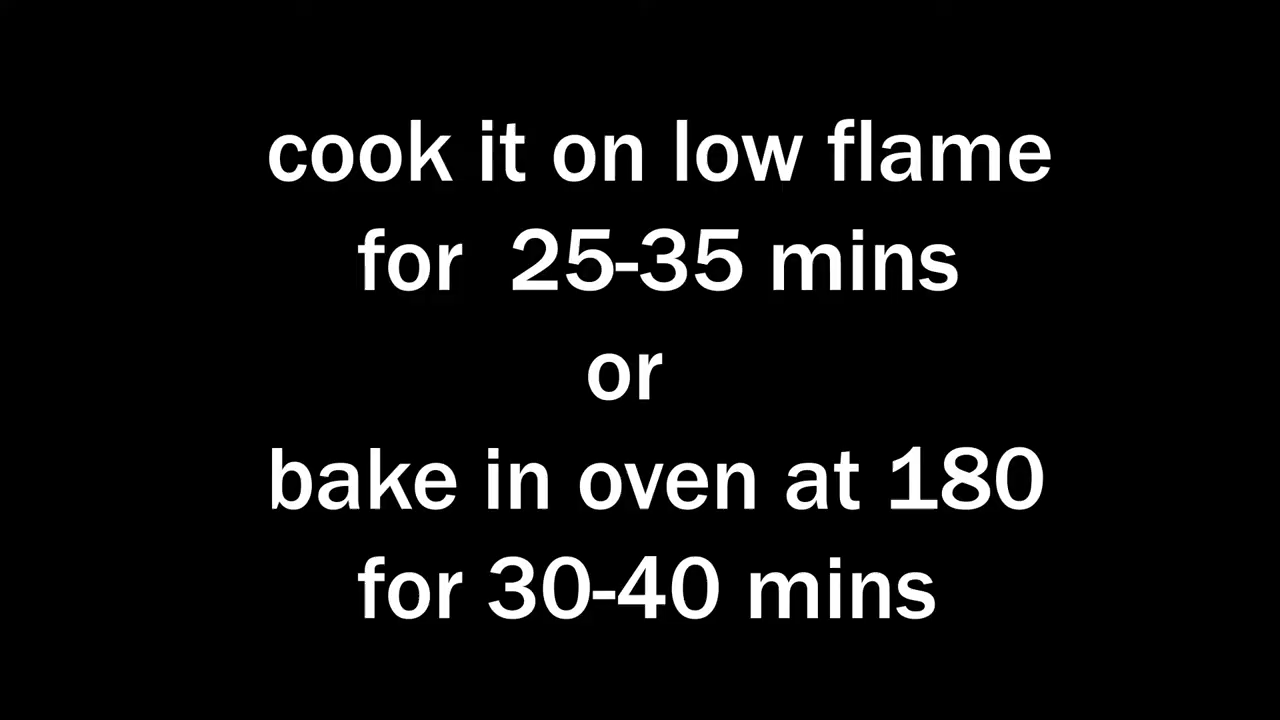 cook it on low flame
for 25-35 mins
or
bake in oven at 180
for 30-40 mins